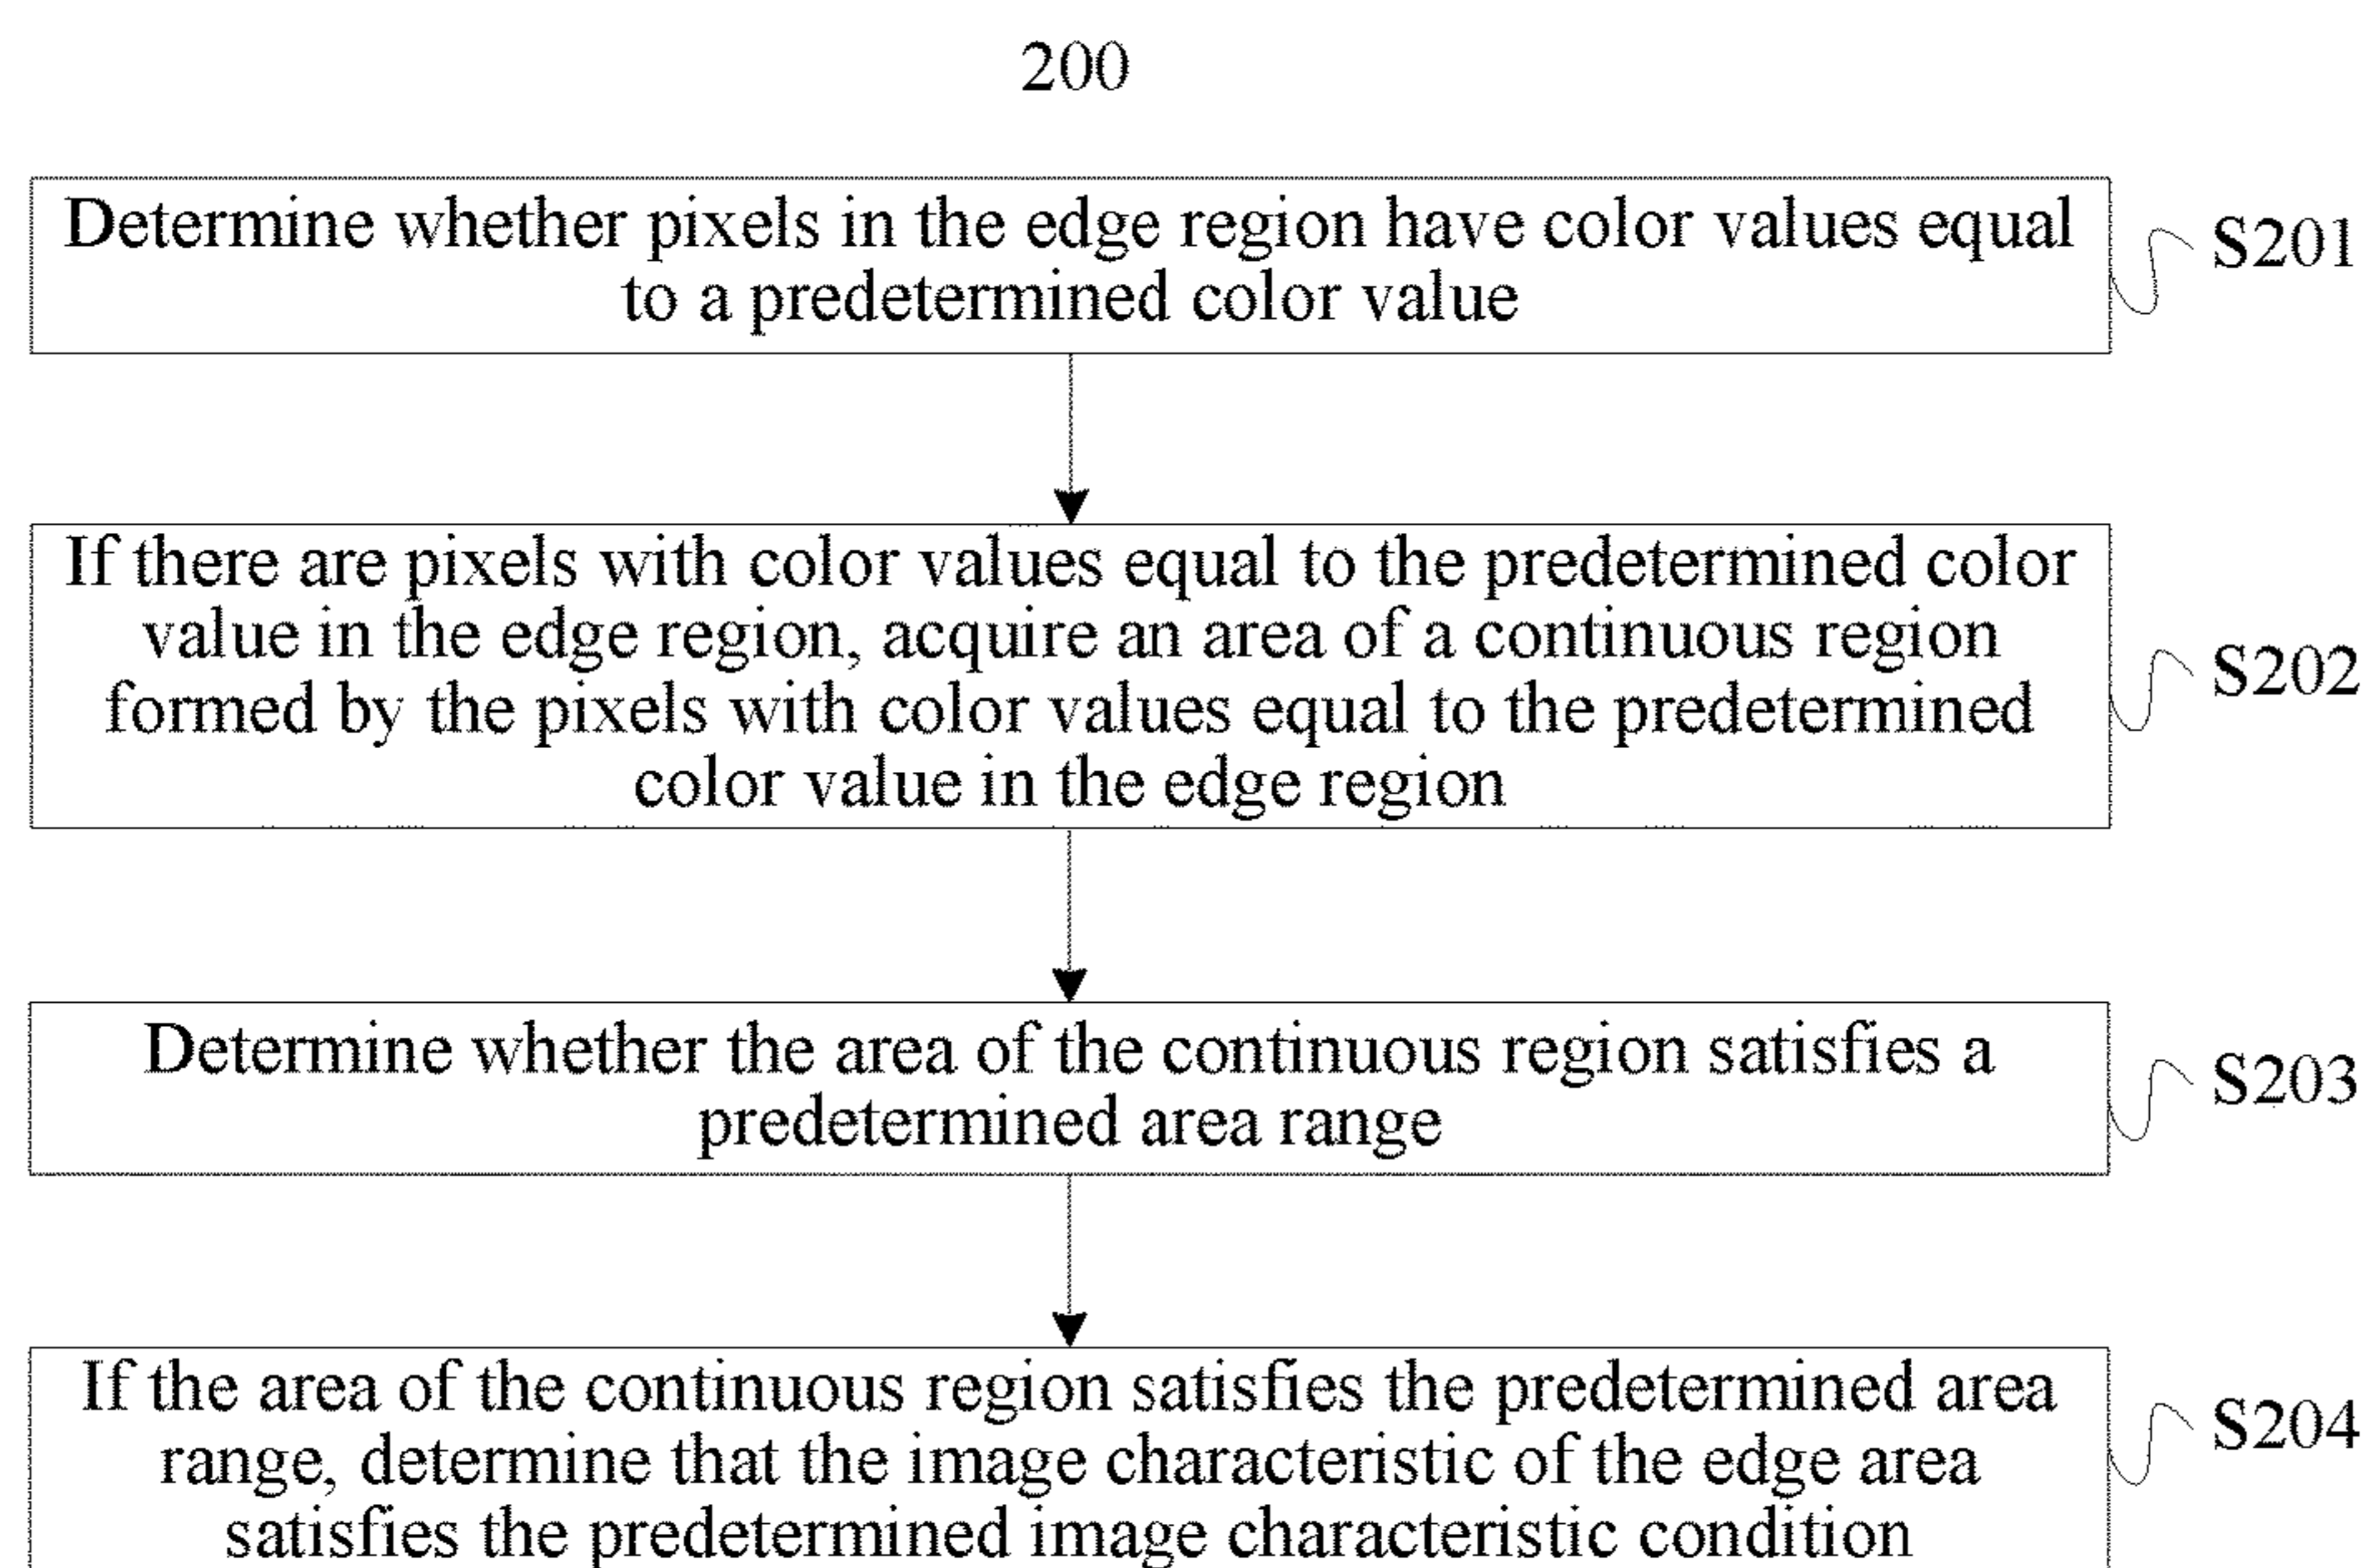 200
Determine whether pixels in the edge region have color values equal
to a predetermined color value
S201
If there are pixels with color values equal to the predetermined color
value in the edge region, acquire an area of a continuous region
formed by the pixels with color values equal to the predetermined
color value in the edge region
S202
Determine whether the area of the continuous region satisfies a
predetermined area range
S203
If the area of the continuous region satisfies the predetermined area
range, determine that the image characteristic of the edge area
satisfies the predetermined image characteristic condition
S204